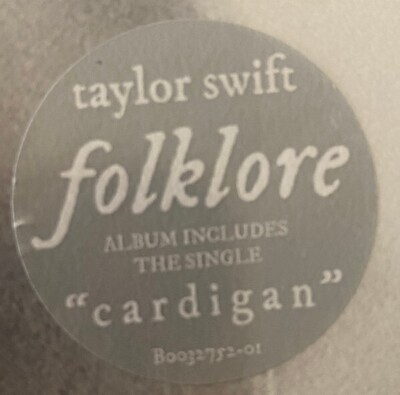 taylor swift
folklore
ALBUM INCLUDES
THE SINGLE
“cardigan”
B0032752-01